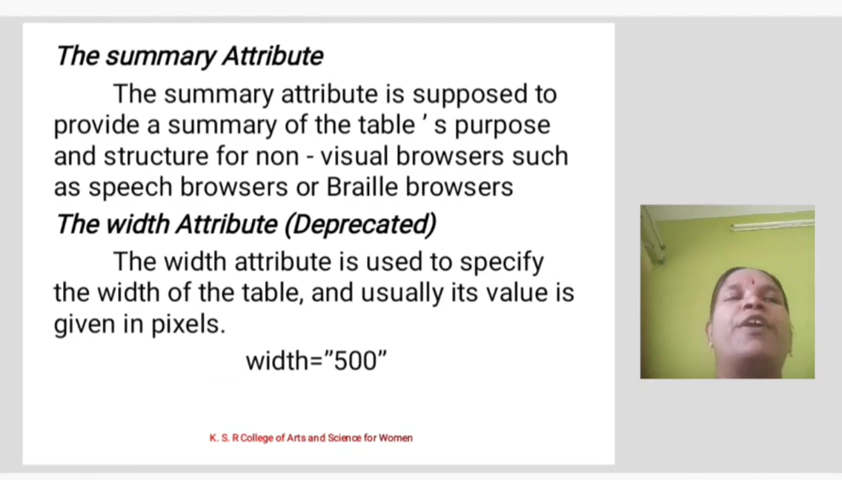 The summary Attribute
The summary attribute is supposed to
provide a summary of the table ’ s purpose
and structure for non - visual browsers such
as speech browsers or Braille browsers
The width Attribute (Deprecated)
The width attribute is used to specify
the width of the table, and usually its value is
given in pixels.
width=”500”
K. S. R College of Arts and Science for Women